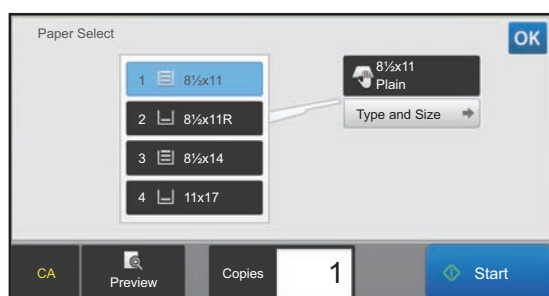 Paper Select
OK
1 8½x11
2 8½x11R
3 8½x14
4 11x17
8½x11
Plain
Type and Size
CA
Preview
Copies
1
Start